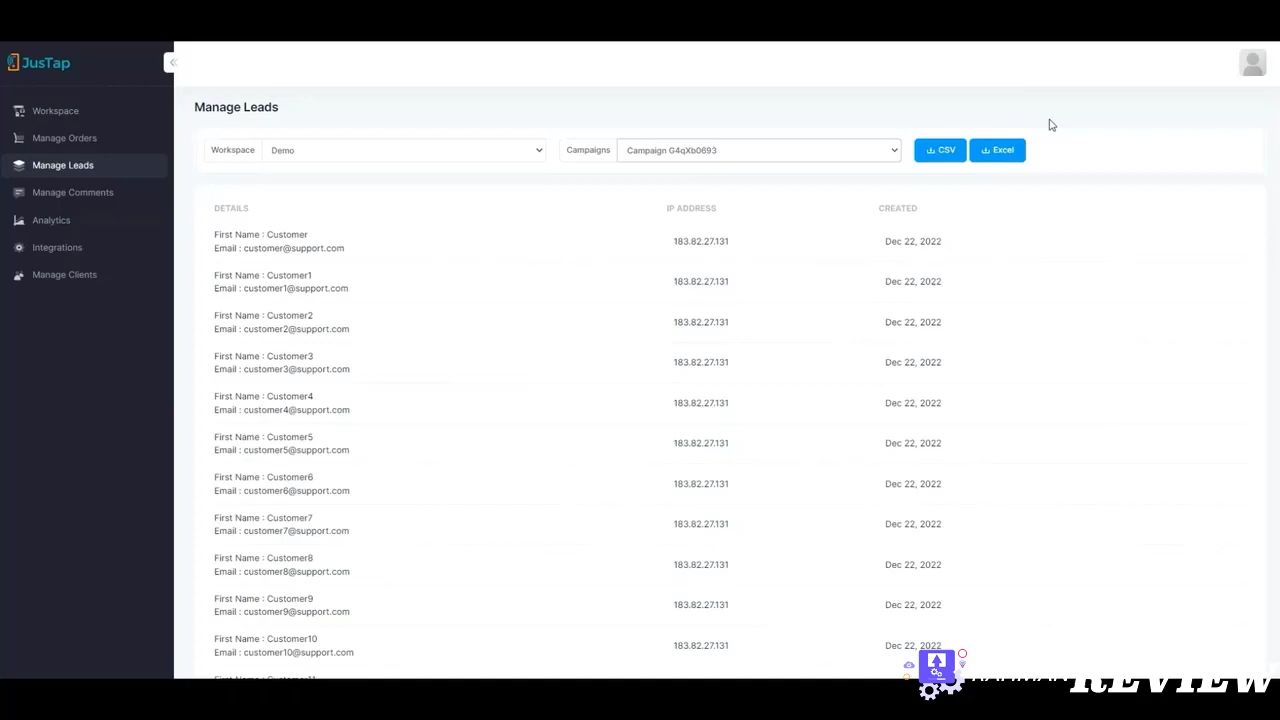 JusTap
Manage Leads
Workspace Demo Campaigns Campaign G4qXb0693 CSV Excel
Workspace
Manage Orders
Manage Leads
Manage Comments
Analytics
Integrations
Manage Clients
DETAILS IP ADDRESS CREATED
First Name : Customer
Email : customer@support.com
183.82.27.131 Dec 22, 2022
First Name : Customer1
Email : customer1@support.com
183.82.27.131 Dec 22, 2022
First Name : Customer2
Email : customer2@support.com
183.82.27.131 Dec 22, 2022
First Name : Customer3
Email : customer3@support.com
183.82.27.131 Dec 22, 2022
First Name : Customer4
Email : customer4@support.com
183.82.27.131 Dec 22, 2022
First Name : Customer5
Email : customer5@support.com
183.82.27.131 Dec 22, 2022
First Name : Customer6
Email : customer6@support.com
183.82.27.131 Dec 22, 2022
First Name : Customer7
Email : customer7@support.com
183.82.27.131 Dec 22, 2022
First Name : Customer8
Email : customer8@support.com
183.82.27.131 Dec 22, 2022
First Name : Customer9
Email : customer9@support.com
183.82.27.131 Dec 22, 2022
First Name : Customer10
Email : customer10@support.com
183.82.27.131 Dec 22, 2022
REVIEW